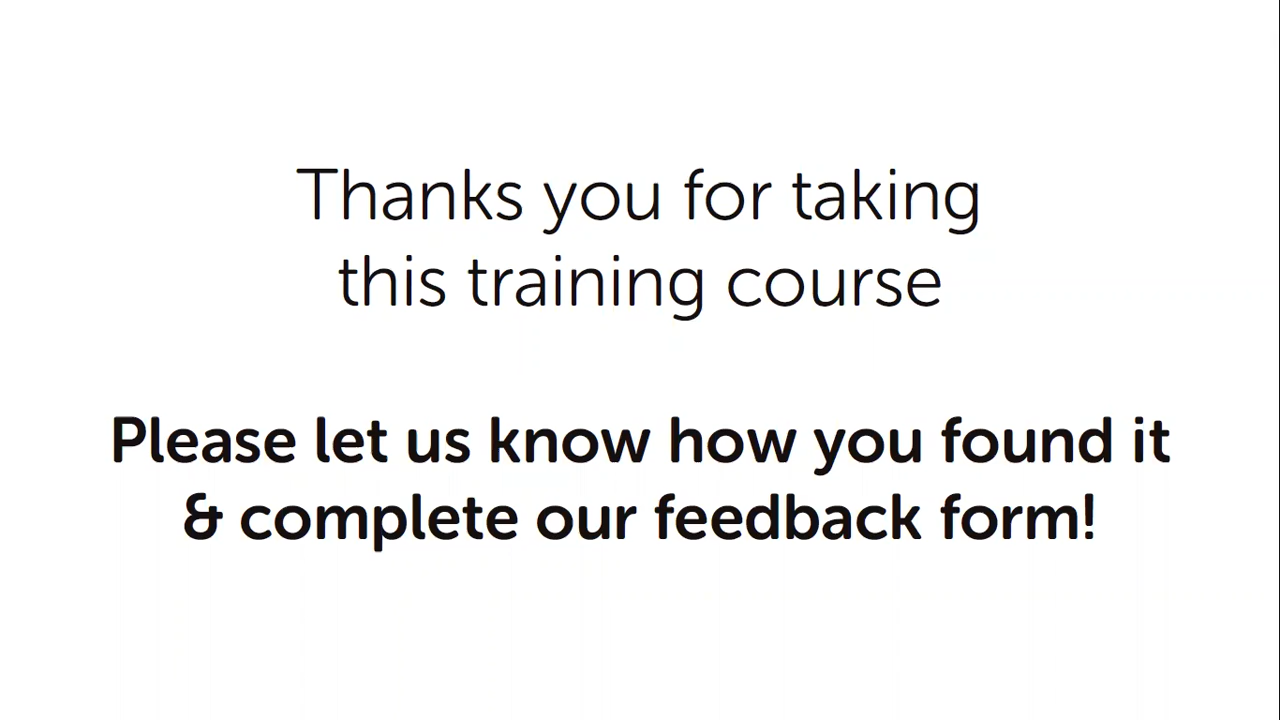 Thanks you for taking
this training course
Please let us know how you found it
& complete our feedback form!